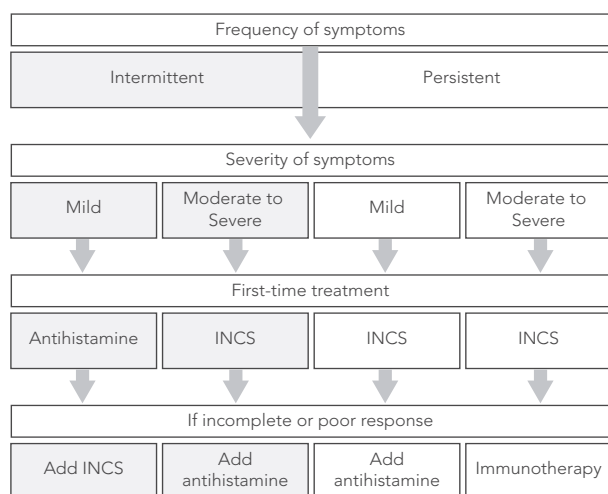 Frequency of symptoms
Intermittent
Persistent
Severity of symptoms
Mild
Moderate to
Severe
Mild
Moderate to
Severe
First-time treatment
Antihistamine
INCS
INCS
INCS
If incomplete or poor response
Add INCS
Add
antihistamine
Add
antihistamine
Immunotherapy